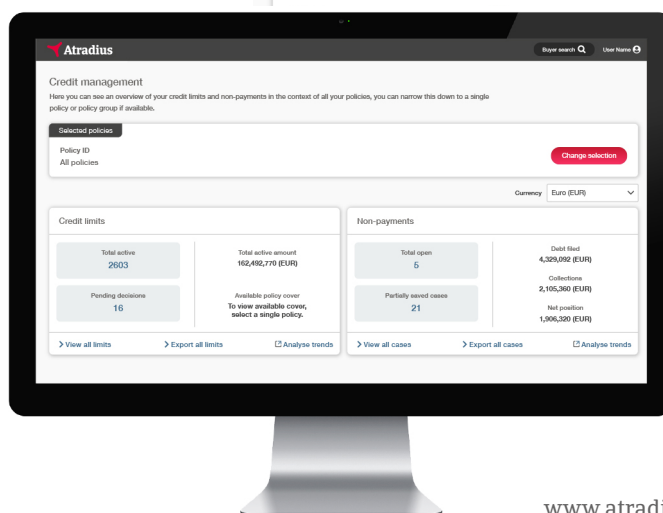 Atradius
Buyer search
User Name
Credit management
Here you can see an overview of your credit limits and non-payments in the context of all your policies, you can narrow this down to a single
policy or policy group if available.
Selected policies
Policy ID
All policies
Change selection
Currency
Euro (EUR)
Credit limits
Total active
2603
Total active amount
162,492,770 (EUR)
Pending decisions
16
Available policy cover
To view available cover,
select a single policy.
View all limits
Export all limits
Analyse trends
Non-payments
Total open
5
Debt filed
4,329,092 (EUR)
Collections
2,105,360 (EUR)
Partially saved cases
21
Net position
1,906,320 (EUR)
View all cases
Export all cases
Analyse trends
www.atradi